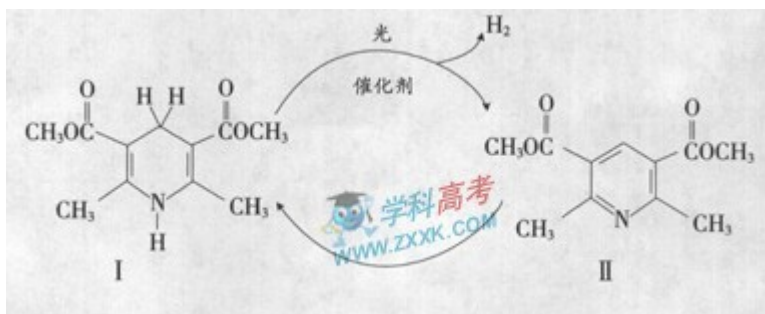 光
H₂
催化剂
O H H O
CH₃OC COCH₃
CH₃ N CH₃
H
I
O O
CH₃OC COCH₃
CH₃ N CH₃
II
学科高考
WWW.ZXXK.COM